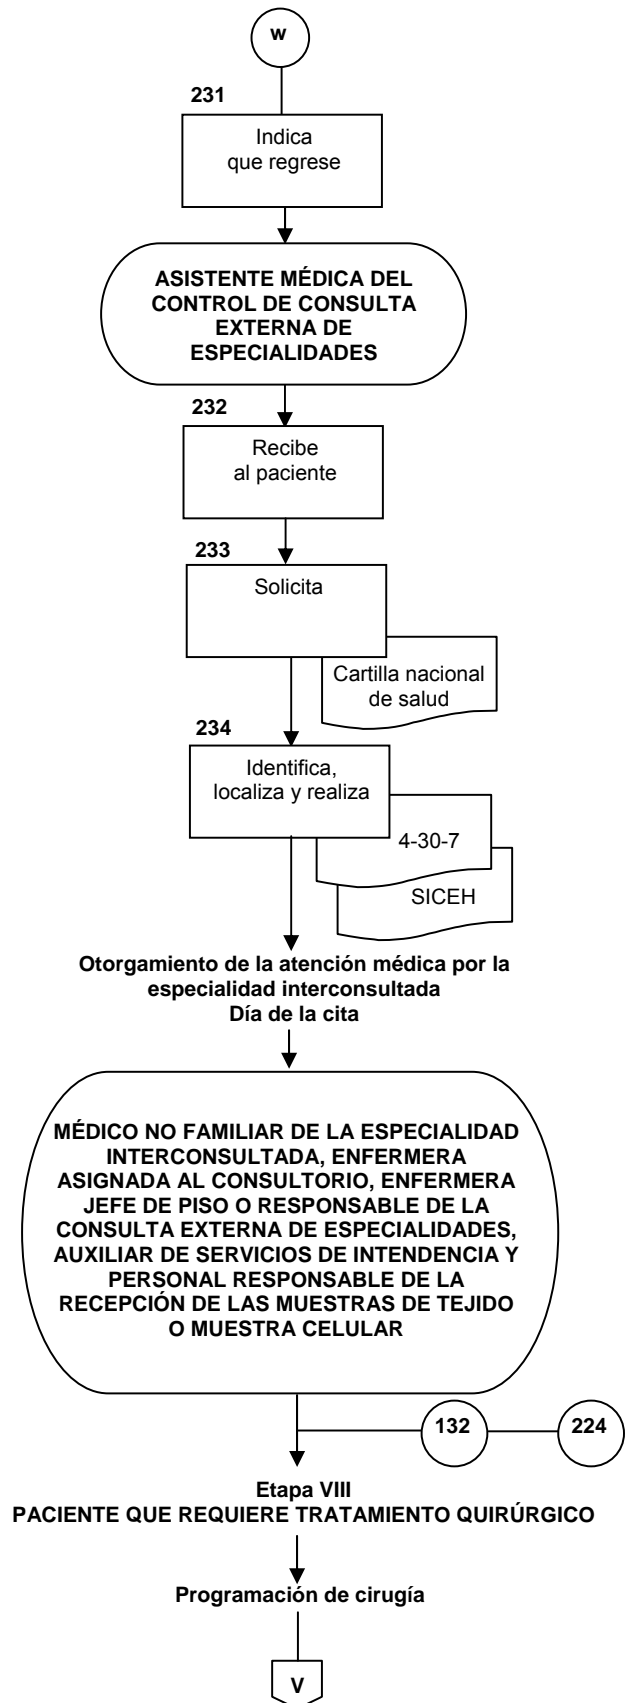 w
231
Indica
que regrese
ASISTENTE MÉDICA DEL
CONTROL DE CONSULTA
EXTERNA DE
ESPECIALIDADES
232
Recibe
al paciente
233
Solicita
Cartilla nacional
de salud
234
Identifica,
localiza y realiza
4-30-7
SICEH
Otorgamiento de la atención médica por la
especialidad interconsultada
Día de la cita
MÉDICO NO FAMILIAR DE LA ESPECIALIDAD
INTERCONSULTADA, ENFERMERA
ASIGNADA AL CONSULTORIO, ENFERMERA
JEFE DE PISO O RESPONSABLE DE LA
CONSULTA EXTERNA DE ESPECIALIDADES,
AUXILIAR DE SERVICIOS DE INTENDENCIA Y
PERSONAL RESPONSABLE DE LA
RECEPCIÓN DE LAS MUESTRAS DE TEJIDO
O MUESTRA CELULAR
132
224
Etapa VIII
PACIENTE QUE REQUIERE TRATAMIENTO QUIRÚRGICO
Programación de cirugía
V